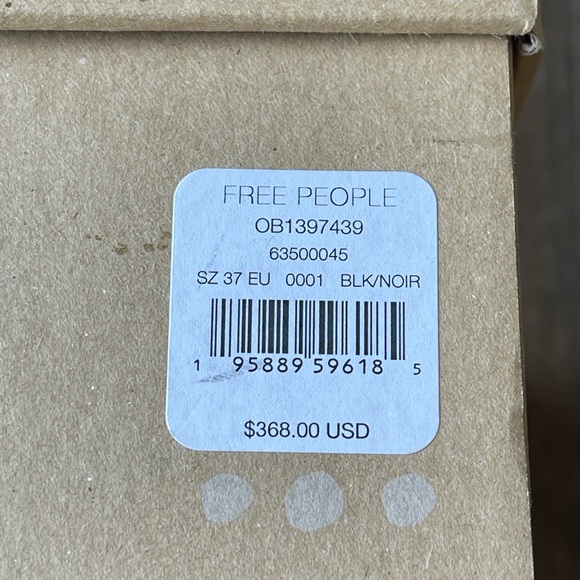 FREE PEOPLE
OB1397439
63500045
SZ 37 EU 0001 BLK/NOIR
1 95889 59618 5
$368.00 USD